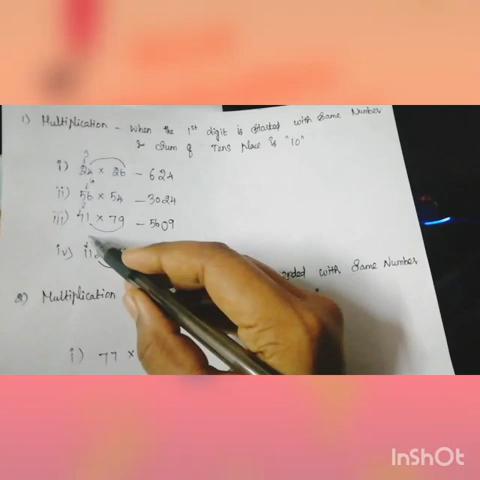 1) Multiplication - When the 1st digit is Started with Same Number
& Sum of Tens place is "10"
i) 24 × 26 - 624
ii) 56 × 54 - 3024
iii) 71 × 79 - 5609
iv) 11
ended with Same Number
2) Multiplication
i) 77 ×
InShOt